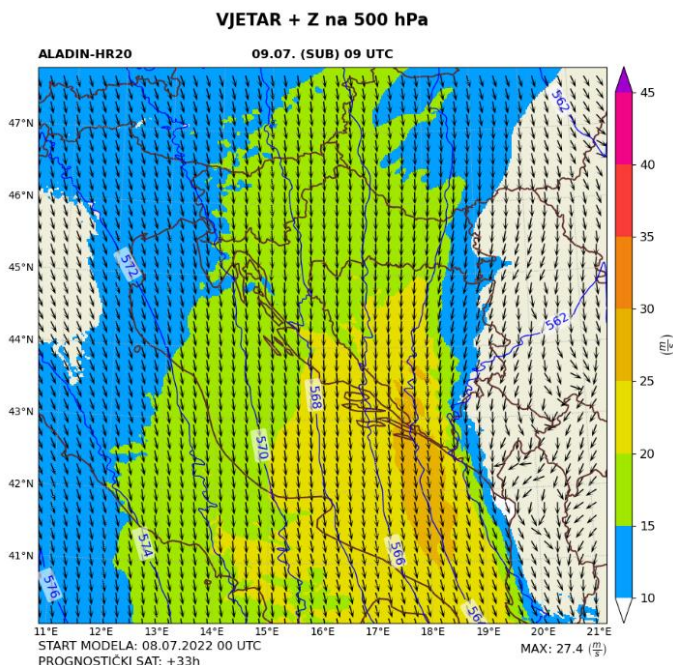 VJETAR + Z na 500 hPa
ALADIN-HR20 09.07. (SUB) 09 UTC
47°N
46°N
45°N
44°N
43°N
42°N
41°N
562
572
562
568
570
566
574
576
56
11°E 12°E 13°E 14°E 15°E 16°E 17°E 18°E 19°E 20°E 21°E
45
40
35
30
25
20
15
10
(m/s)
START MODELA: 08.07.2022 00 UTC
PROGNOSTIČKI SAT: +33h
MAX: 27.4 (m/s)